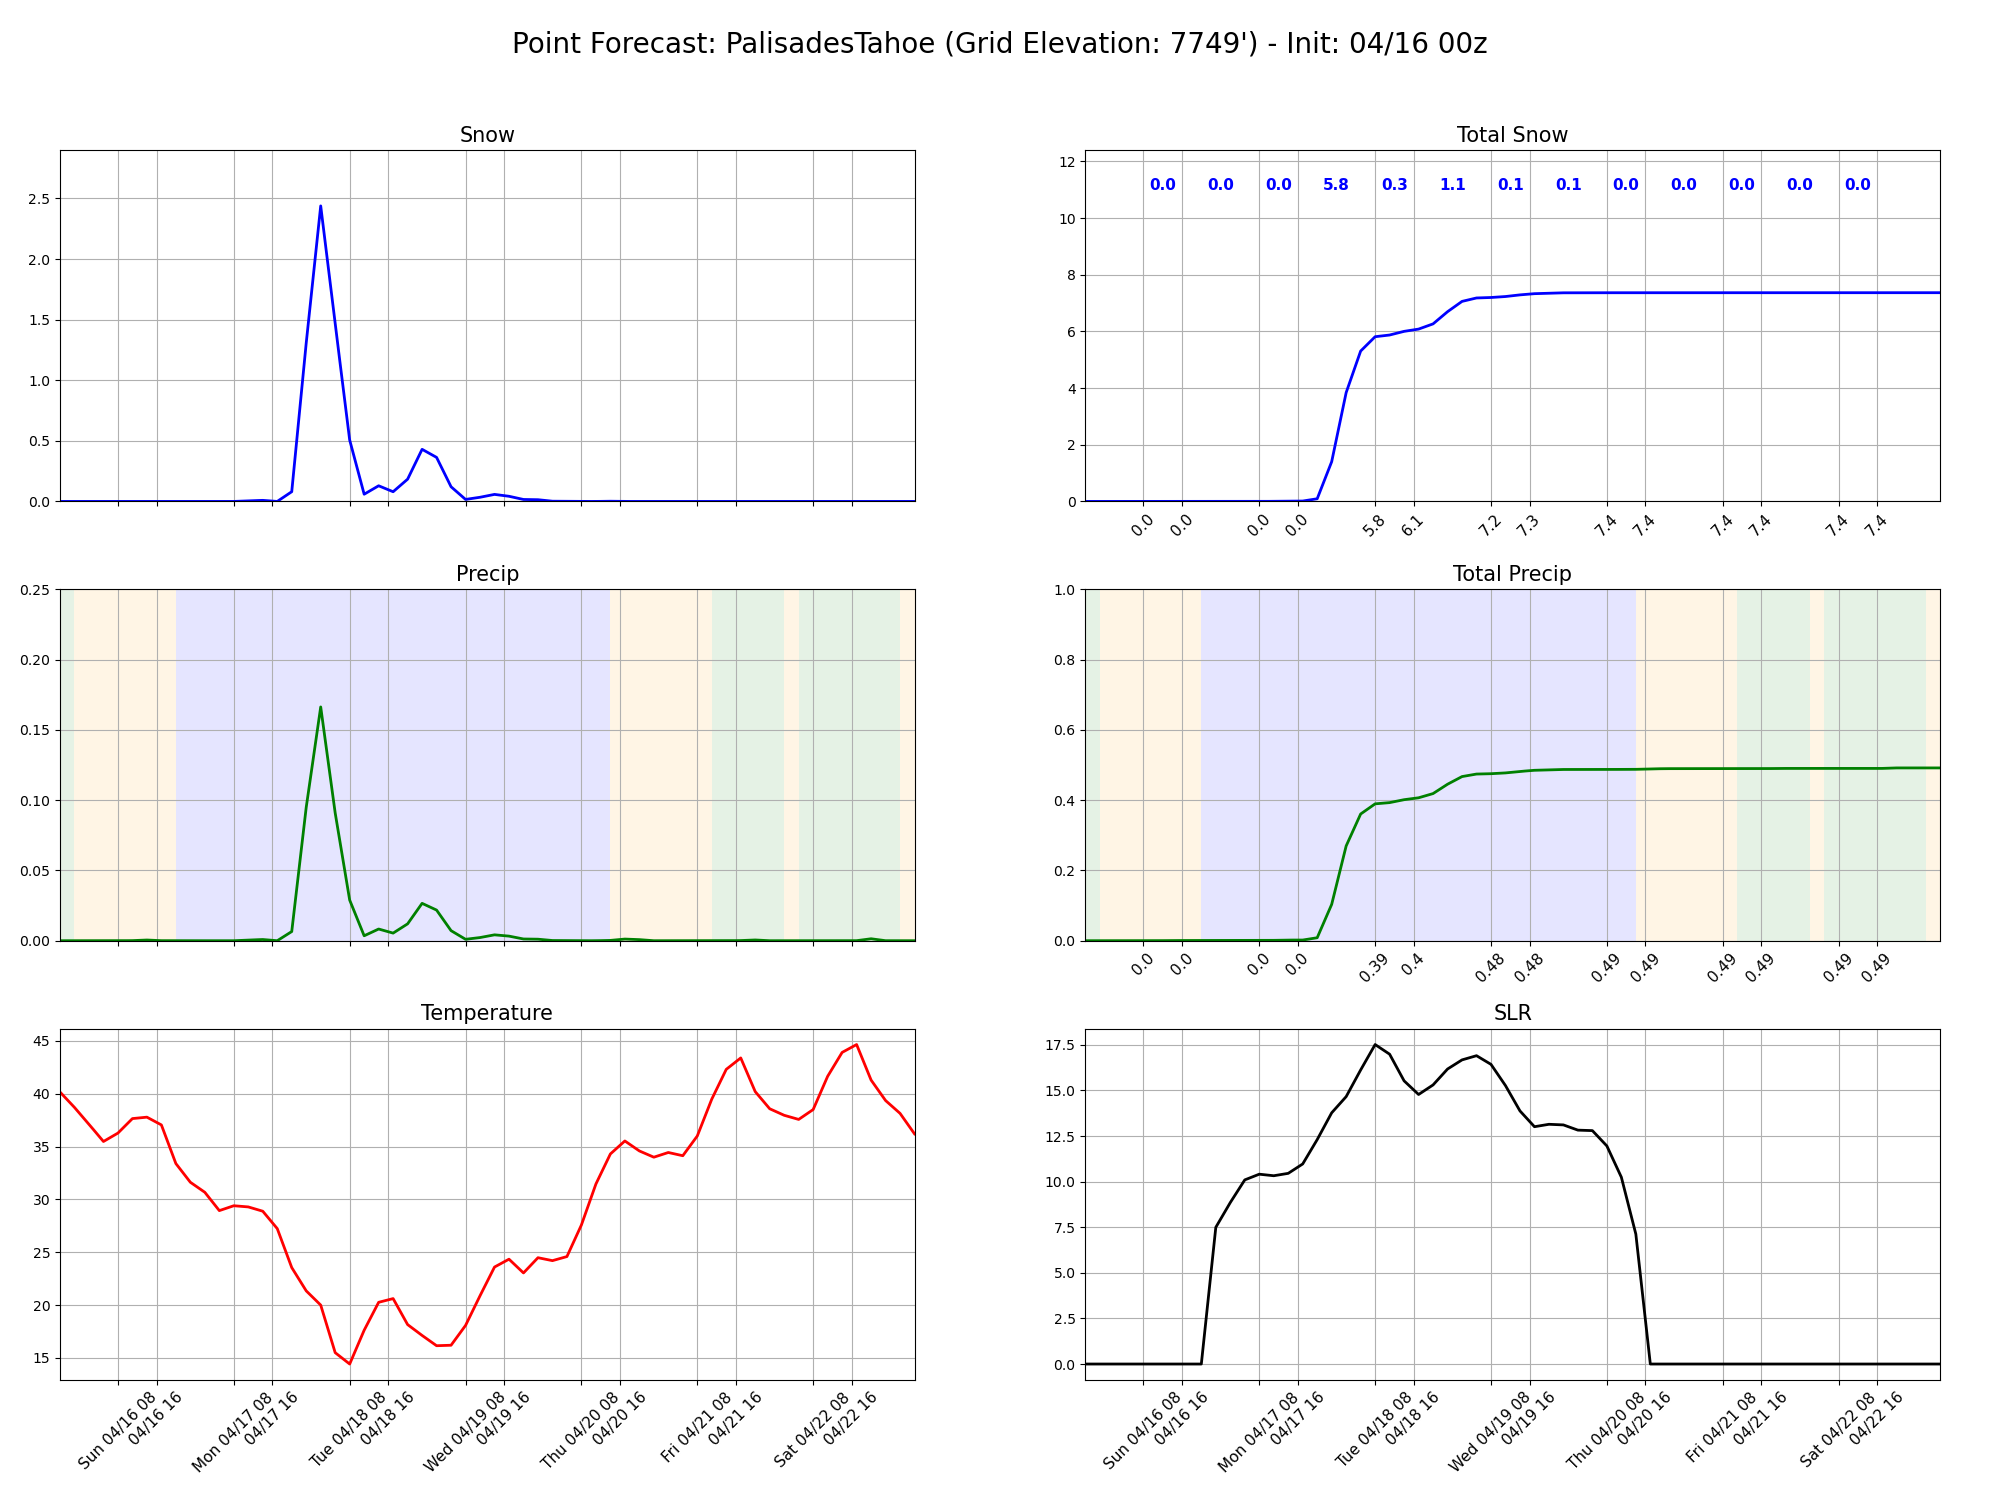 Point Forecast: PalisadesTahoe (Grid Elevation: 7749') - Init: 04/16 00z
Snow
2.5
2.0
1.5
1.0
0.5
0.0
Total Snow
12
10
8
6
4
2
0
0.0 0.0 0.0 5.8 0.3 1.1 0.1 0.1 0.0 0.0 0.0 0.0 0.0
0.0 0.0 0.0 0.0 5.8 6.1 7.2 7.3 7.4 7.4 7.4 7.4 7.4 7.4
Precip
0.25
0.20
0.15
0.10
0.05
0.00
Total Precip
1.0
0.8
0.6
0.4
0.2
0.0
0.0 0.0 0.0 0.0 0.39 0.4 0.48 0.48 0.49 0.49 0.49 0.49 0.49 0.49
Temperature
45
40
35
30
25
20
15
Sun 04/16 08
04/16 16
Mon 04/17 08
04/17 16
Tue 04/18 08
04/18 16
Wed 04/19 08
04/19 16
Thu 04/20 08
04/20 16
Fri 04/21 08
04/21 16
Sat 04/22 08
04/22 16
SLR
17.5
15.0
12.5
10.0
7.5
5.0
2.5
0.0
Sun 04/16 08
04/16 16
Mon 04/17 08
04/17 16
Tue 04/18 08
04/18 16
Wed 04/19 08
04/19 16
Thu 04/20 08
04/20 16
Fri 04/21 08
04/21 16
Sat 04/22 08
04/22 16